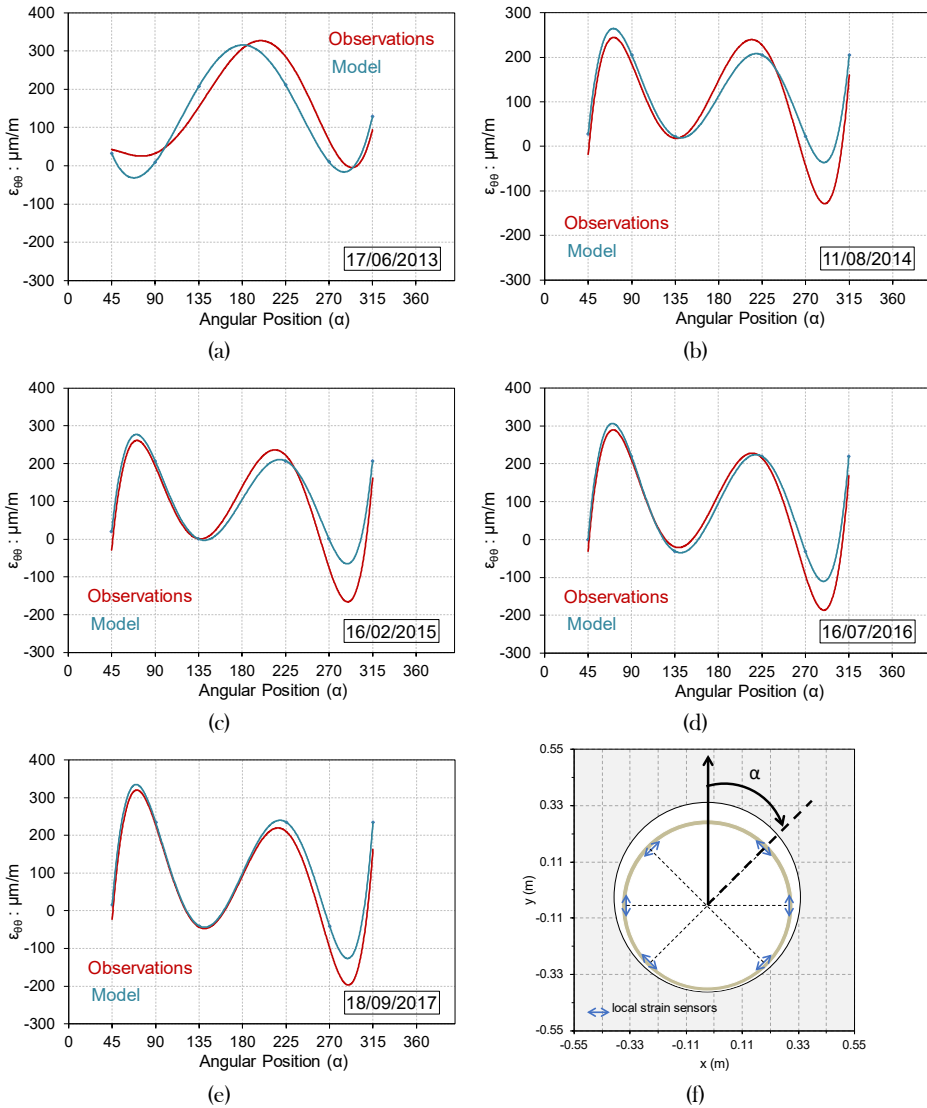 400
300
200
100
0
-100
-200
-300
ε_θθ : µm/m
Observations
Model
17/06/2013
0 45 90 135 180 225 270 315 360
Angular Position (α)
(a)
300
200
100
0
-100
-200
-300
ε_θθ : µm/m
Observations
Model
11/08/2014
0 45 90 135 180 225 270 315 360
Angular Position (α)
(b)
400
300
200
100
0
-100
-200
-300
ε_θθ : µm/m
Observations
Model
16/02/2015
0 45 90 135 180 225 270 315 360
Angular Position (α)
(c)
400
300
200
100
0
-100
-200
-300
ε_θθ : µm/m
Observations
Model
16/07/2016
0 45 90 135 180 225 270 315 360
Angular Position (α)
(d)
400
300
200
100
0
-100
-200
-300
ε_θθ : µm/m
Observations
Model
18/09/2017
0 45 90 135 180 225 270 315 360
Angular Position (α)
(e)
0.55
0.33
0.11
-0.11
-0.33
-0.55
y (m)
α
local strain sensors
-0.55 -0.33 -0.11 0.11 0.33 0.55
x (m)
(f)